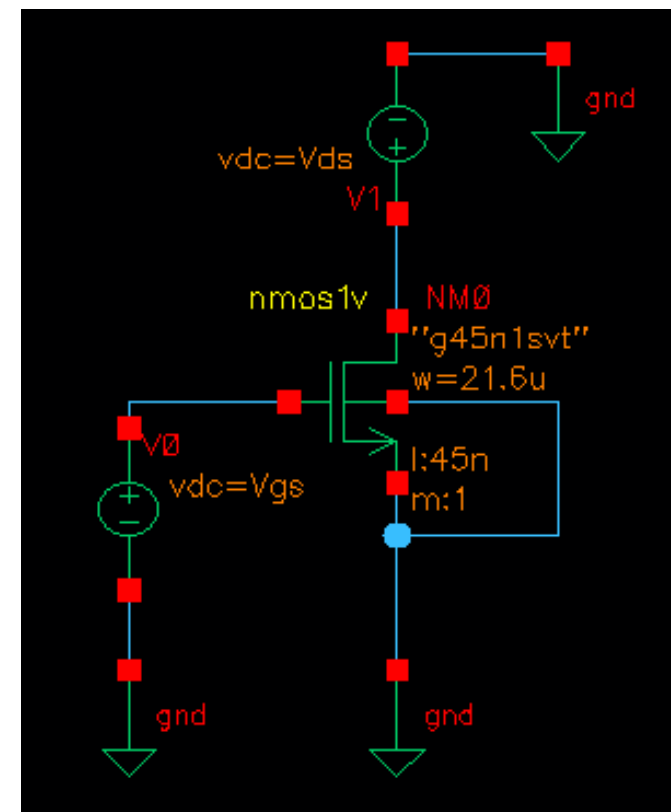 gnd
vdc=Vds
V1
nmos1v
NM0
"g45n1svt"
w=21.6u
V0
l:45n
vdc=Vgs
m:1
gnd
gnd